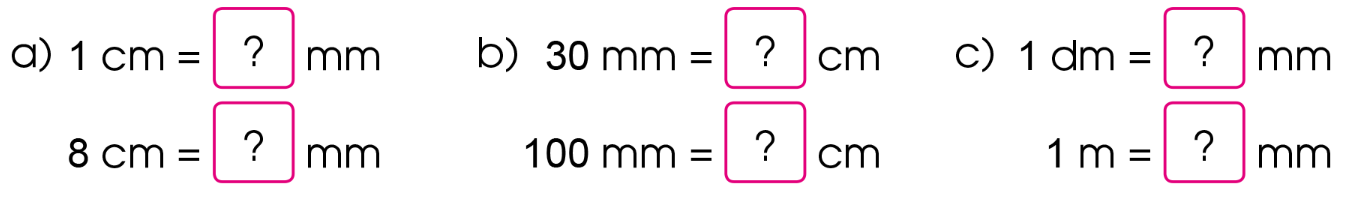 a) 1 cm = ? mm b) 30 mm = ? cm c) 1 dm = ? mm
8 cm = ? mm 100 mm = ? cm 1 m = ? mm